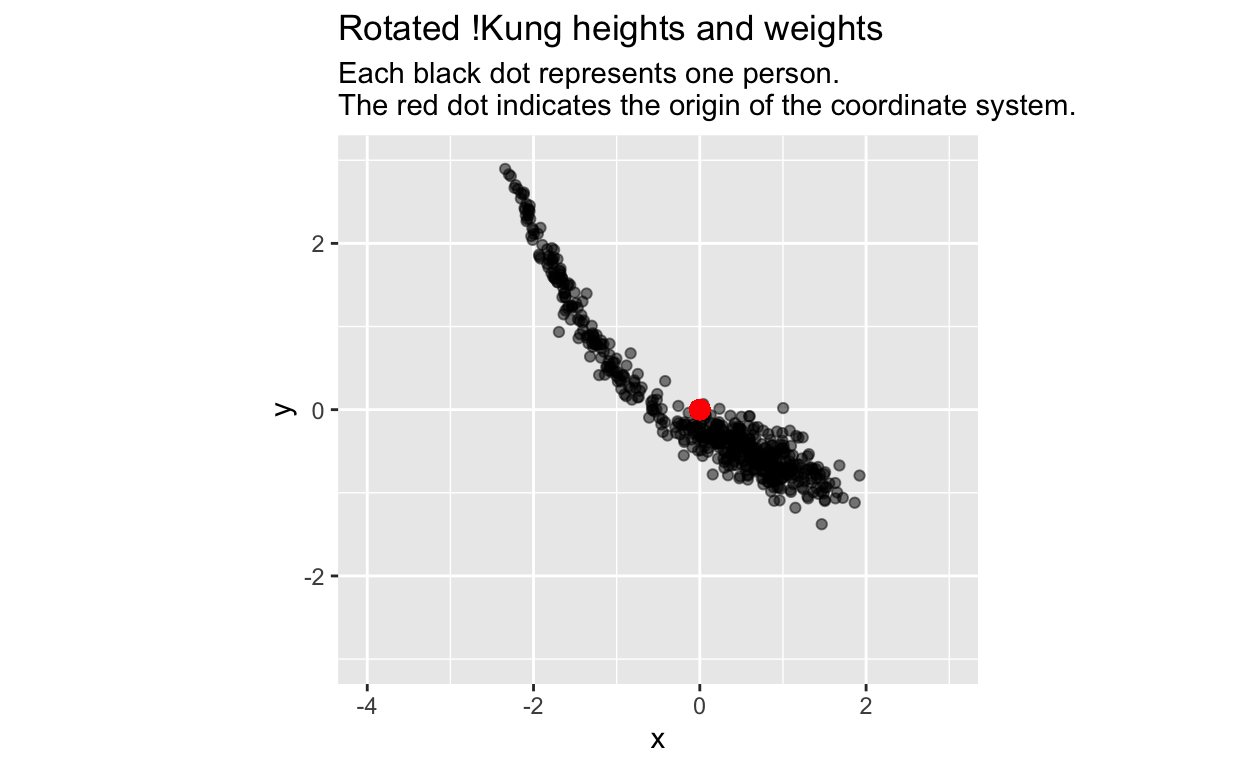 Rotated !Kung heights and weights
Each black dot represents one person.
The red dot indicates the origin of the coordinate system.
2
0
-2
y
-4
-2
0
2
x